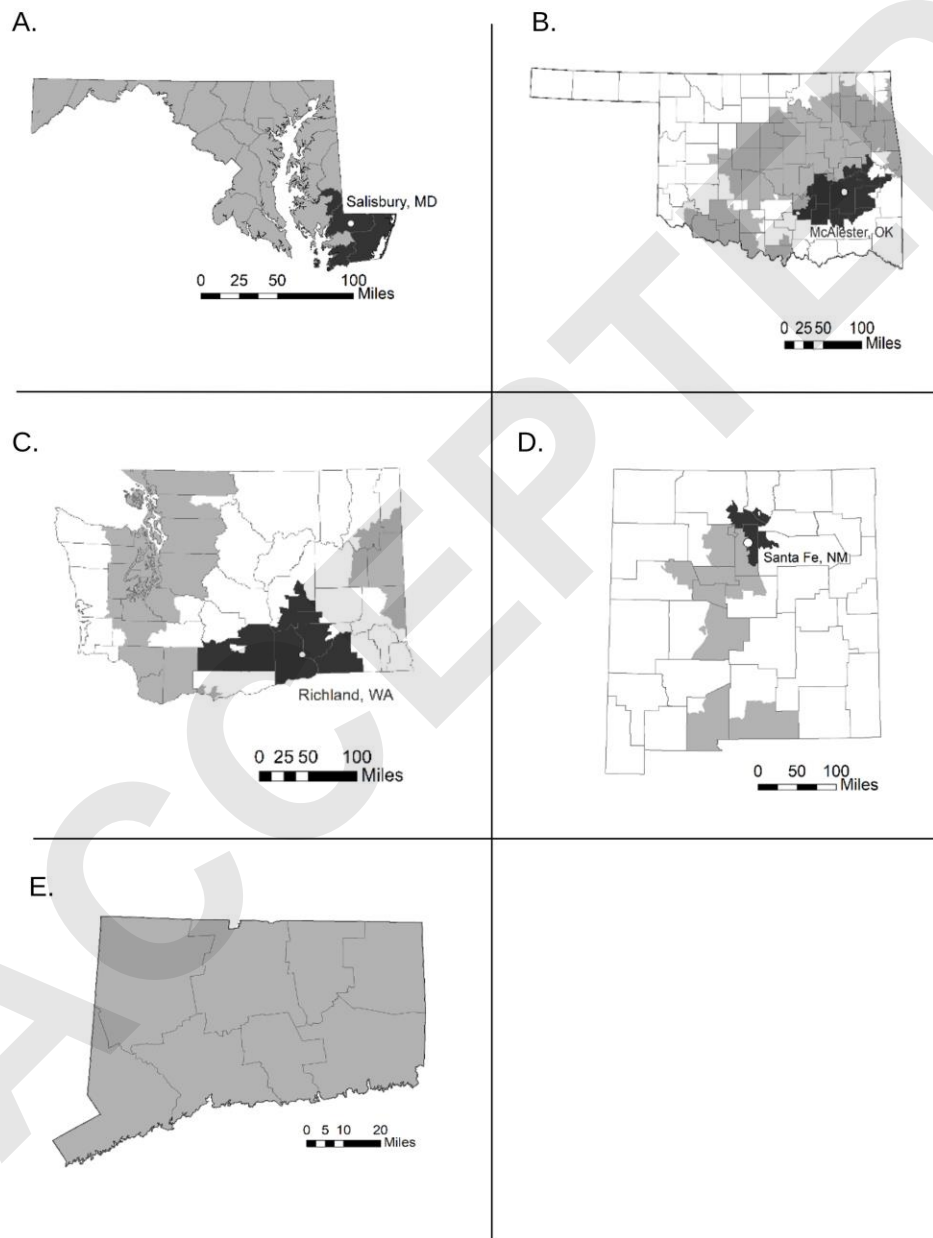 A.
Salisbury, MD
0 25 50 100
Miles
B.
McAlester, OK
0 25 50 100
Miles
C.
Richland, WA
0 25 50 100
Miles
D.
Santa Fe, NM
0 50 100
Miles
E.
0 5 10 20
Miles
ACCEPTED